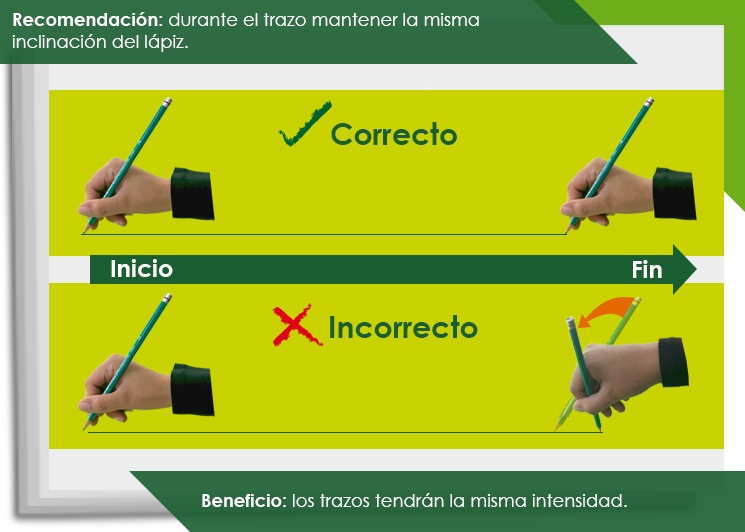 Recomendación: durante el trazo mantener la misma
inclinación del lápiz.
Correcto
Inicio
Fin
Incorrecto
Beneficio: los trazos tendrán la misma intensidad.